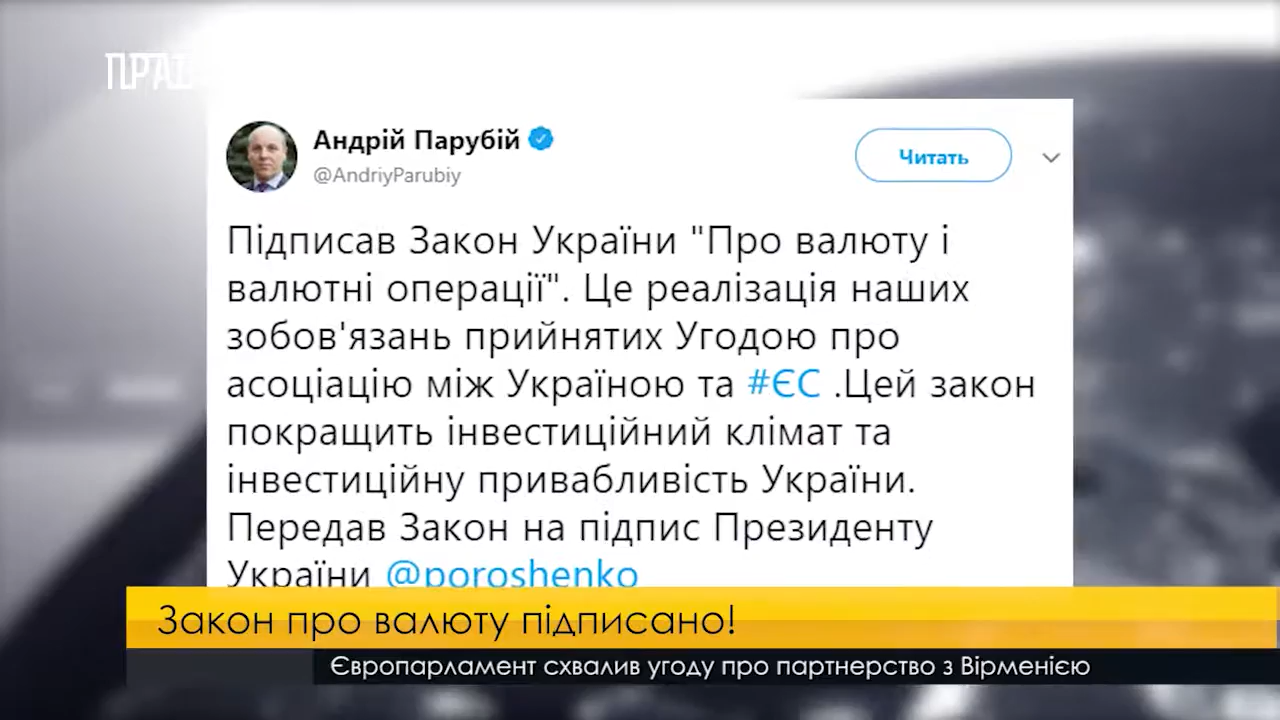 Андрій Парубій
@AndriyParubiy
Читать
Підписав Закон України "Про валюту і
валютні операції". Це реалізація наших
зобов'язань прийнятих Угодою про
асоціацію між Україною та #ЄС .Цей закон
покращить інвестиційний клімат та
інвестиційну привабливість України.
Передав Закон на підпис Президенту
України @poroshenko
Закон про валюту підписано!
Європарламент схвалив угоду про партнерство з Вірменією